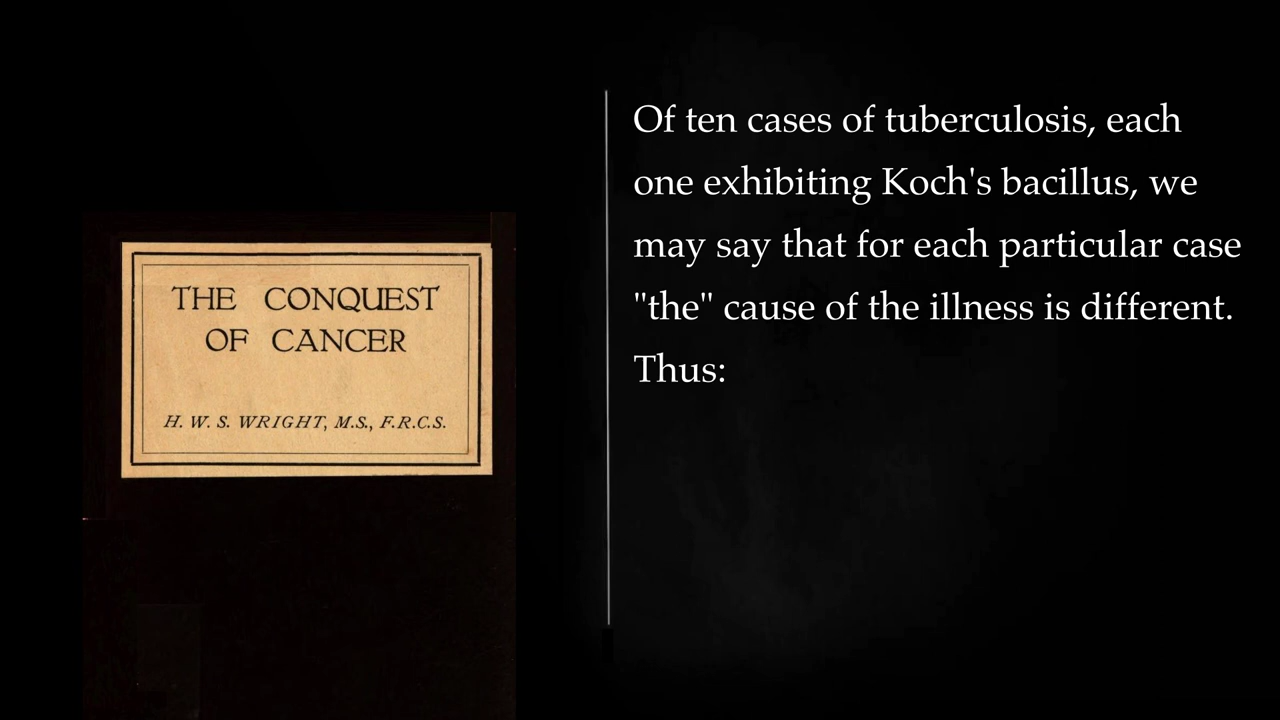 THE CONQUEST
OF CANCER
H. W. S. WRIGHT, M.S., F.R.C.S.
Of ten cases of tuberculosis, each
one exhibiting Koch's bacillus, we
may say that for each particular case
"the" cause of the illness is different.
Thus: